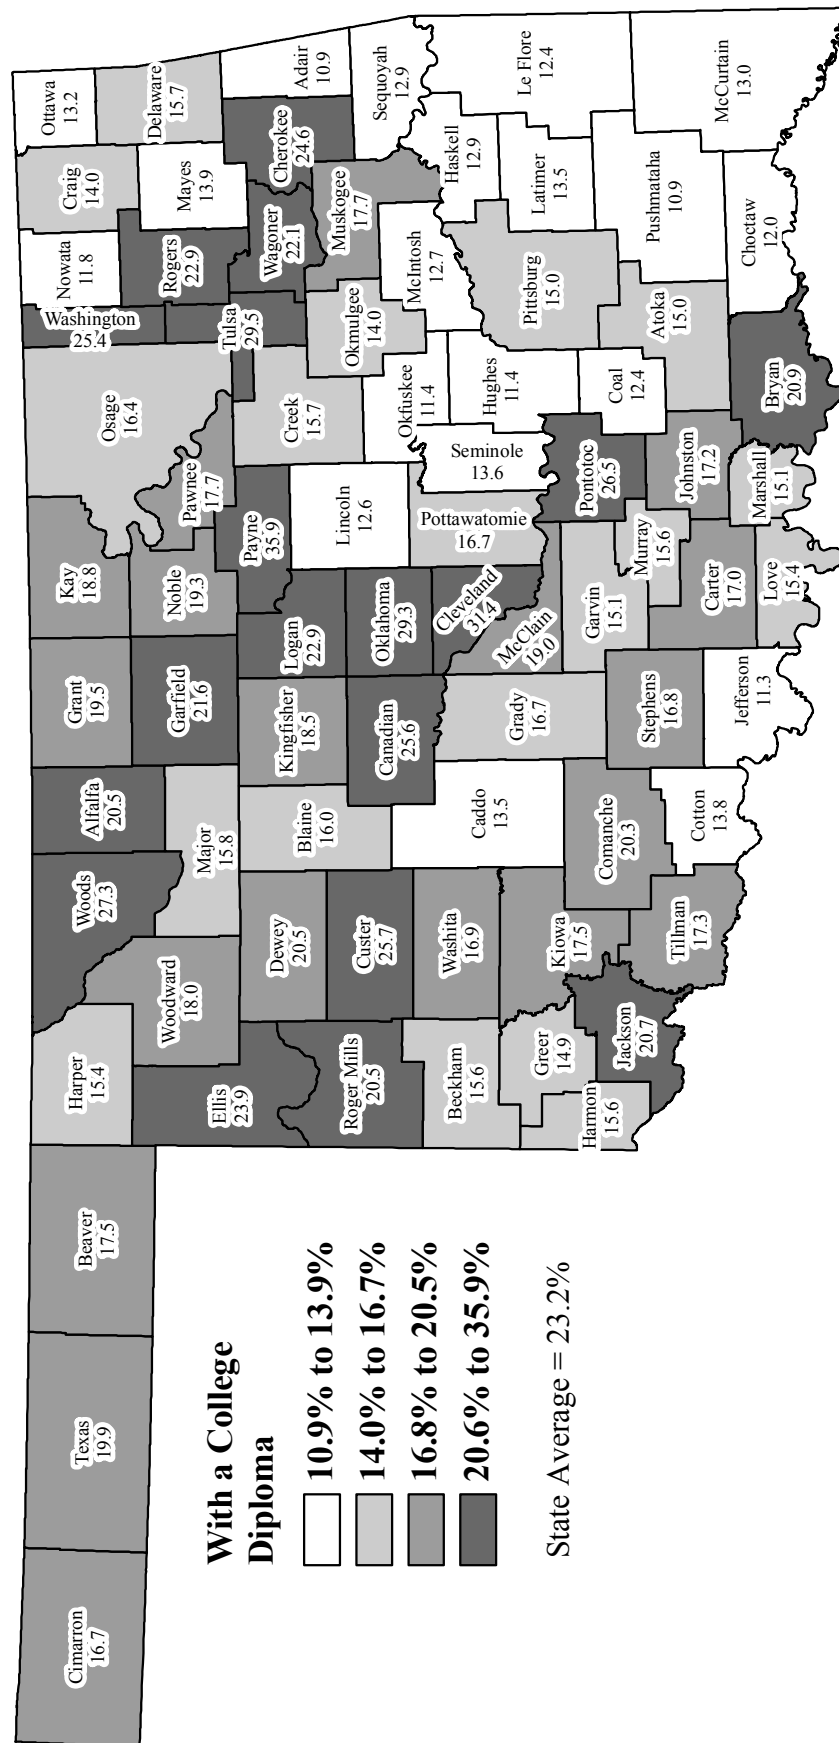 Cimarron
16.7
Texas
19.9
Beaver
17.5
Harper
15.4
Woods
27.3
Alfalfa
20.5
Grant
19.5
Kay
18.8
Osage
16.4
Washington
25.4
Nowata
11.8
Craig
14.0
Ottawa
13.2
Ellis
23.9
Woodward
18.0
Major
15.8
Garfield
21.6
Noble
19.3
Pawnee
17.7
Tulsa
29.5
Rogers
22.9
Mayes
13.9
Delaware
15.7
Roger Mills
20.5
Dewey
20.5
Custer
25.7
Blaine
16.0
Kingfisher
18.5
Logan
22.9
Payne
35.9
Lincoln
12.6
Creek
15.7
Wagoner
22.1
Cherokee
24.6
Adair
10.9
Okmulgee
14.0
Muskogee
17.7
Sequoyah
12.9
Beckham
15.6
Washita
16.9
Caddo
13.5
Canadian
25.6
Oklahoma
29.3
Cleveland
31.4
Pottawatomie
16.7
Seminole
13.6
Okfuskee
11.4
McIntosh
12.7
Haskell
12.9
Le Flore
12.4
Harmon
15.6
Greer
14.9
Kiowa
17.5
Grady
16.7
McClain
19.0
Hughes
11.4
Pittsburg
15.0
Latimer
13.5
Jackson
20.7
Tillman
17.3
Comanche
20.3
Stephens
16.8
Garvin
15.1
Murray
15.6
Pontotoc
26.5
Coal
12.4
Atoka
15.0
Pushmataha
10.9
McCurtain
13.0
Cotton
13.8
Jefferson
11.3
Carter
17.0
Love
15.4
Johnston
17.2
Marshall
15.1
Bryan
20.9
Choctaw
12.0
With a College
Diploma
10.9% to 13.9%
14.0% to 16.7%
16.8% to 20.5%
20.6% to 35.9%
State Average = 23.2%